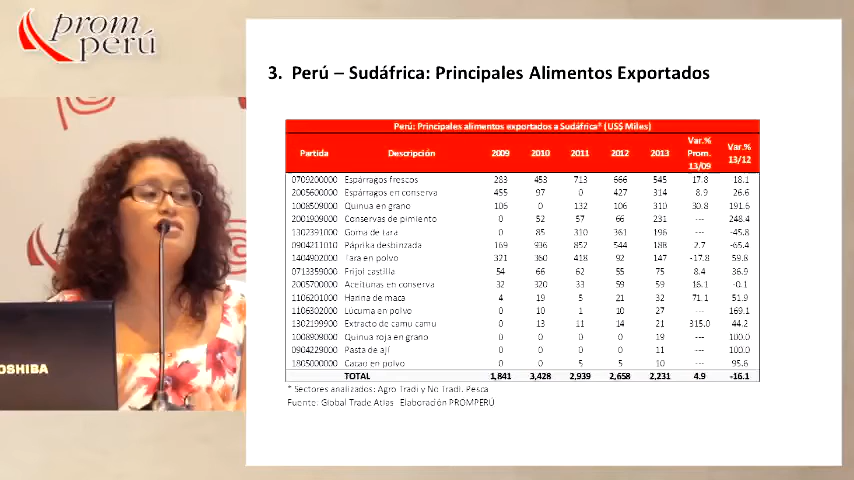 prom
perú
3. Perú – Sudáfrica: Principales Alimentos Exportados
Perú: Principales alimentos exportados a Sudáfrica* (US$ Miles)
Partida Descripción 2009 2010 2011 2012 2013 Var.% Prom. 13/09 Var.% 13/12
0709200000 Espárragos frescos 283 453 713 666 545 17.8 -18.1
2005600000 Espárragos en conserva 455 97 0 427 314 -8.9 -26.6
1008509000 Quinua en grano 106 0 132 106 310 30.8 191.6
2001909000 Conservas de pimiento 0 52 57 66 231 --- 248.4
1302391000 Goma de tara 0 85 310 361 196 --- -45.8
0904211010 Páprika desbinzada 169 936 852 544 188 2.7 -65.4
1404902000 Tara en polvo 321 360 418 92 147 -17.8 59.8
0713359000 Frijol castilla 54 66 62 55 75 8.4 36.9
2005700000 Aceitunas en conserva 32 320 33 59 59 16.1 -0.1
1106201000 Harina de maca 4 19 5 21 32 71.1 51.9
1106302000 Lúcuma en polvo 0 10 1 10 27 --- 169.1
1302199900 Extracto de camu camu 0 13 11 14 21 315.0 44.2
1008909000 Quinua roja en grano 0 0 0 0 19 --- 100.0
0904229000 Pasta de ají 0 0 0 0 11 --- 100.0
1805000000 Cacao en polvo 0 0 5 5 10 --- 95.6
TOTAL 1,841 3,428 2,939 2,658 2,231 4.9 -16.1
* Sectores analizados: Agro Tradi y No Tradi. Pesca
Fuente: Global Trade Atlas Elaboración PROMPERÚ
OSHIBA